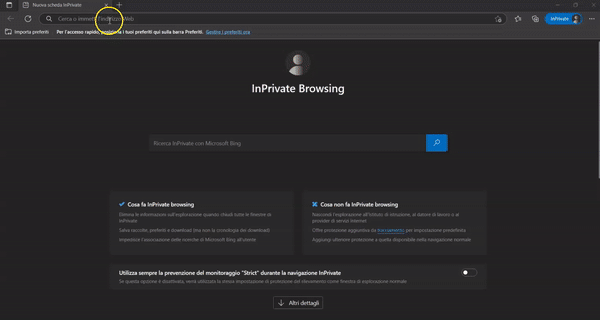 Nuova scheda InPrivate
Cerca o immetti l'indirizzo Web
InPrivate
Importa preferiti
Per l'accesso rapido, posiziona i tuoi preferiti qui sulla barra Preferiti. Gestire i preferiti ora
InPrivate Browsing
Ricerca InPrivate con Microsoft Bing
Cosa fa InPrivate browsing
Elimina le informazioni sull'esplorazione quando chiudi tutte le finestre InPrivate
InPrivate
Salva raccolte, preferiti e download (ma non la cronologia dei download)
Impedisce l'associazione delle ricerche di Microsoft Bing all'utente
Cosa non fa InPrivate browsing
Nascondi l'esplorazione all'istituto di istruzione, al datore di lavoro o al
provider di servizi Internet
Offre protezione aggiuntiva da tracciamento per impostazione predefinita
Aggiungi ulteriore protezione a quella disponibile nella navigazione normale
Utilizza sempre la prevenzione del monitoraggio "Strict" durante la navigazione InPrivate
Se questa opzione è disattivata, verrà utilizzata la stessa impostazione di protezione del rilevamento come finestra di esplorazione normale
Altri dettagli